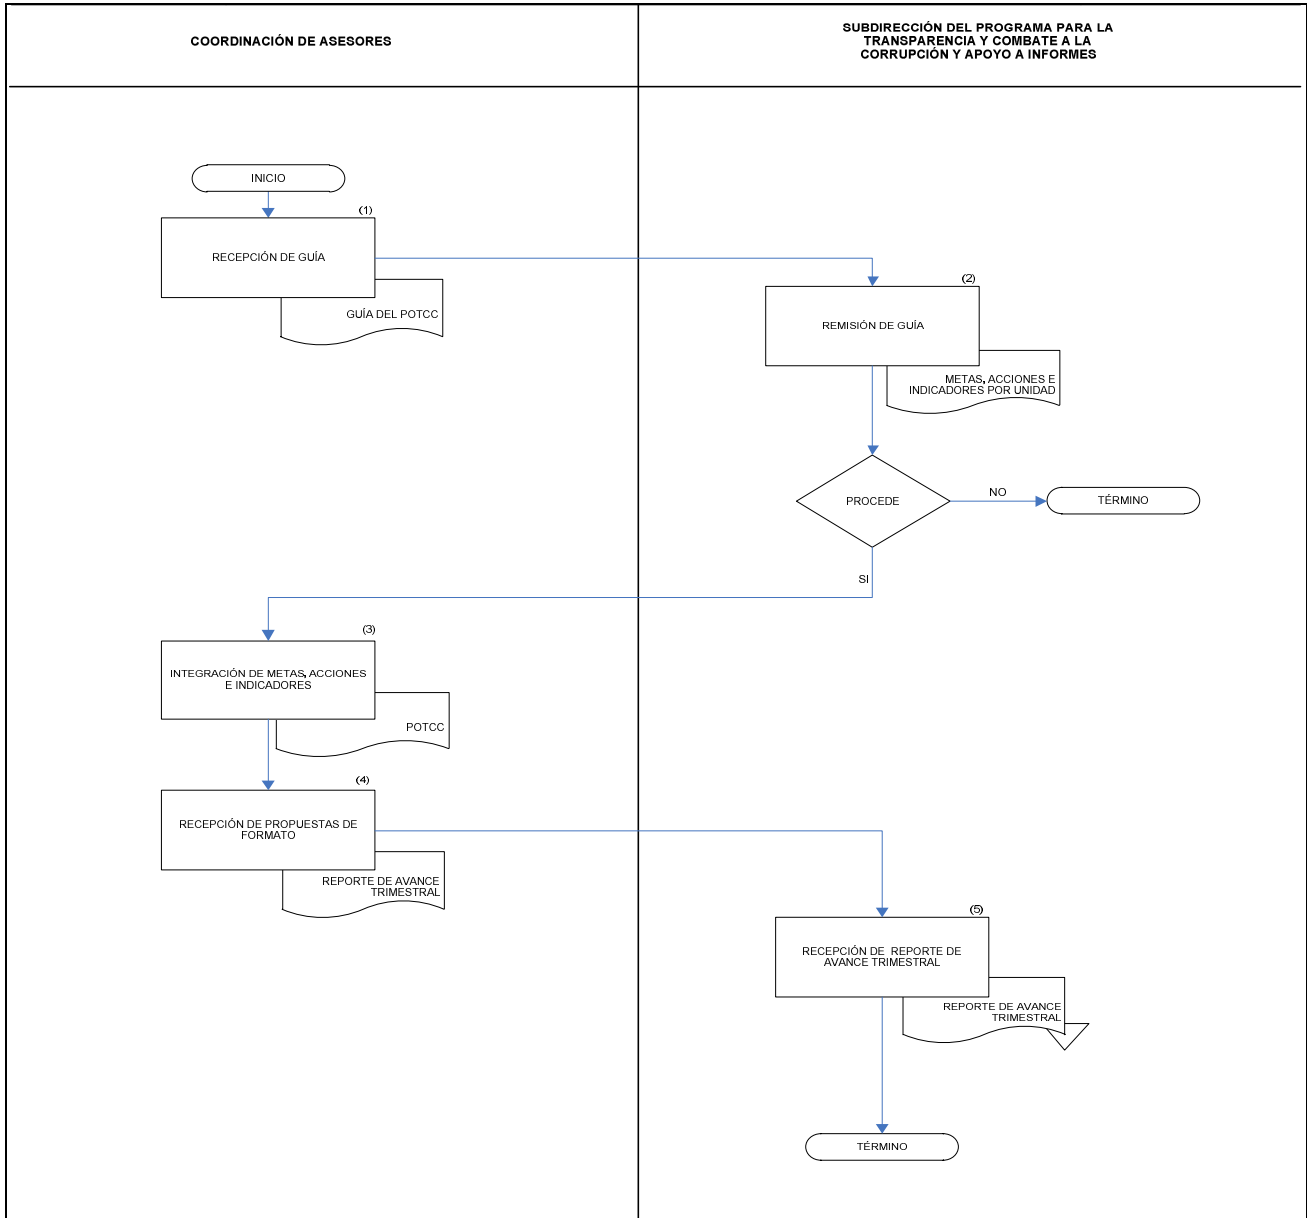 COORDINACIÓN DE ASESORES
SUBDIRECCIÓN DEL PROGRAMA PARA LA
TRANSPARENCIA Y COMBATE A LA
CORRUPCIÓN Y APOYO A INFORMES
INICIO
(1)
RECEPCIÓN DE GUÍA
GUÍA DEL POTCC
(2)
REMISIÓN DE GUÍA
METAS, ACCIONES E
INDICADORES POR UNIDAD
PROCEDE
NO
TÉRMINO
SI
(3)
INTEGRACIÓN DE METAS, ACCIONES
E INDICADORES
POTCC
(4)
RECEPCIÓN DE PROPUESTAS DE
FORMATO
REPORTE DE AVANCE
TRIMESTRAL
(5)
RECEPCIÓN DE REPORTE DE
AVANCE TRIMESTRAL
REPORTE DE AVANCE
TRIMESTRAL
TÉRMINO